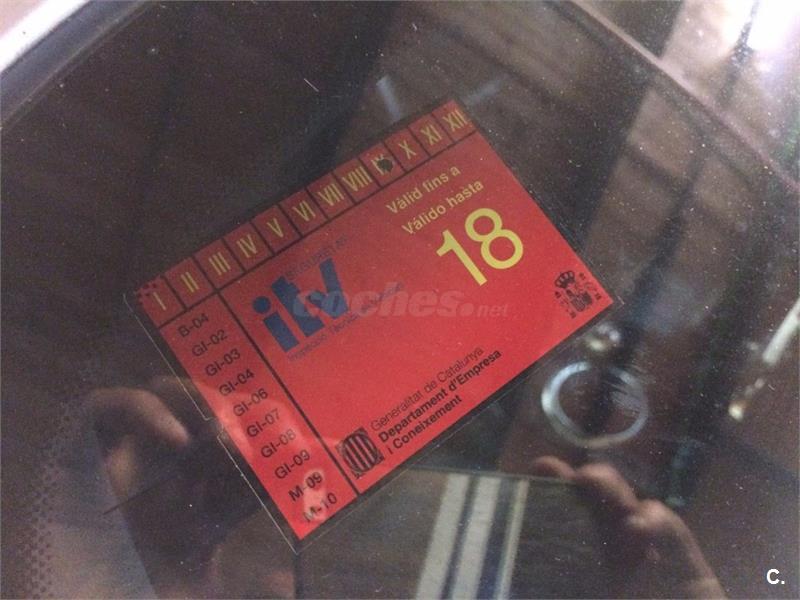 I II III IV V VI VII VIII IX X XI XII
Vàlid fins a
Válido hasta
18
itv
coches.net
B-04
GI-02
GI-03
GI-04
GI-06
GI-07
GI-08
GI-09
M-09
M-10
Generalitat de Catalunya
Departament d'Empresa
i Coneixement
C.